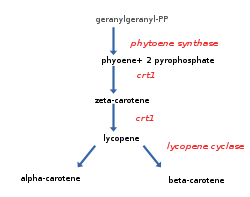 geranylgeranyl-PP
phytoene synthase
phyoene+ 2 pyrophosphate
crt1
zeta-carotene
crt1
lycopene
lycopene cyclase
alpha-carotene
beta-carotene